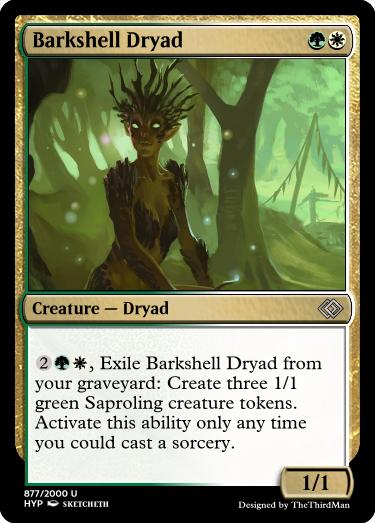 Barkshell Dryad
Creature — Dryad
2, Exile Barkshell Dryad from
your graveyard: Create three 1/1
green Saproling creature tokens.
Activate this ability only any time
you could cast a sorcery.
1/1
877/2000 U
HYP SKETCHETH
Designed by TheThirdMan